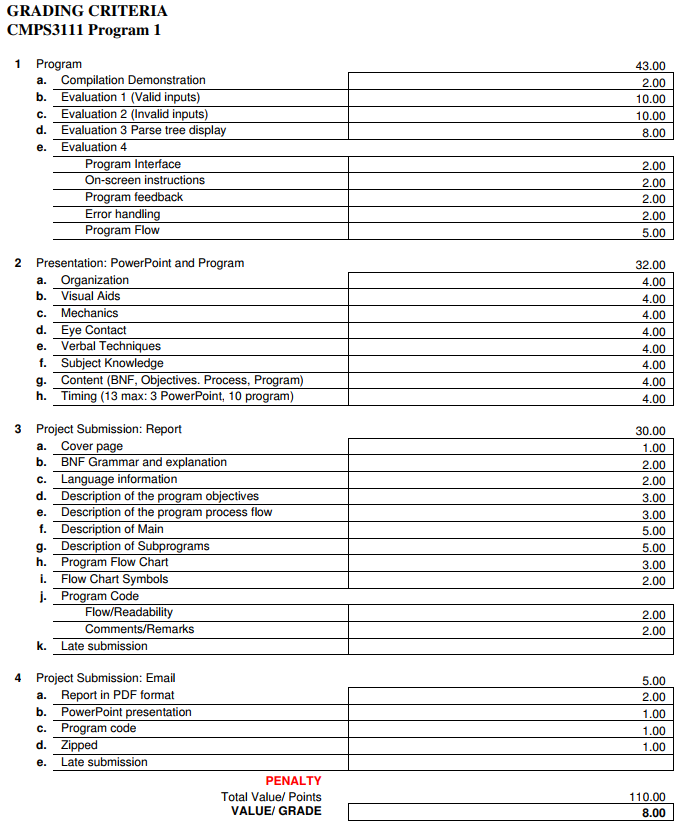 GRADING CRITERIA
CMPS3111 Program 1
1 Program 43.00
a. Compilation Demonstration 2.00
b. Evaluation 1 (Valid inputs) 10.00
c. Evaluation 2 (Invalid inputs) 10.00
d. Evaluation 3 Parse tree display 8.00
e. Evaluation 4
Program Interface 2.00
On-screen instructions 2.00
Program feedback 2.00
Error handling 2.00
Program Flow 5.00
2 Presentation: PowerPoint and Program 32.00
a. Organization 4.00
b. Visual Aids 4.00
c. Mechanics 4.00
d. Eye Contact 4.00
e. Verbal Techniques 4.00
f. Subject Knowledge 4.00
g. Content (BNF, Objectives. Process, Program) 4.00
h. Timing (13 max: 3 PowerPoint, 10 program) 4.00
3 Project Submission: Report 30.00
a. Cover page 1.00
b. BNF Grammar and explanation 2.00
c. Language information 2.00
d. Description of the program objectives 3.00
e. Description of the program process flow 3.00
f. Description of Main 5.00
g. Description of Subprograms 5.00
h. Program Flow Chart 3.00
i. Flow Chart Symbols 2.00
j. Program Code
Flow/Readability 2.00
Comments/Remarks 2.00
k. Late submission
4 Project Submission: Email 5.00
a. Report in PDF format 2.00
b. PowerPoint presentation 1.00
c. Program code 1.00
d. Zipped 1.00
e. Late submission
PENALTY
Total Value/ Points 110.00
VALUE/ GRADE 8.00